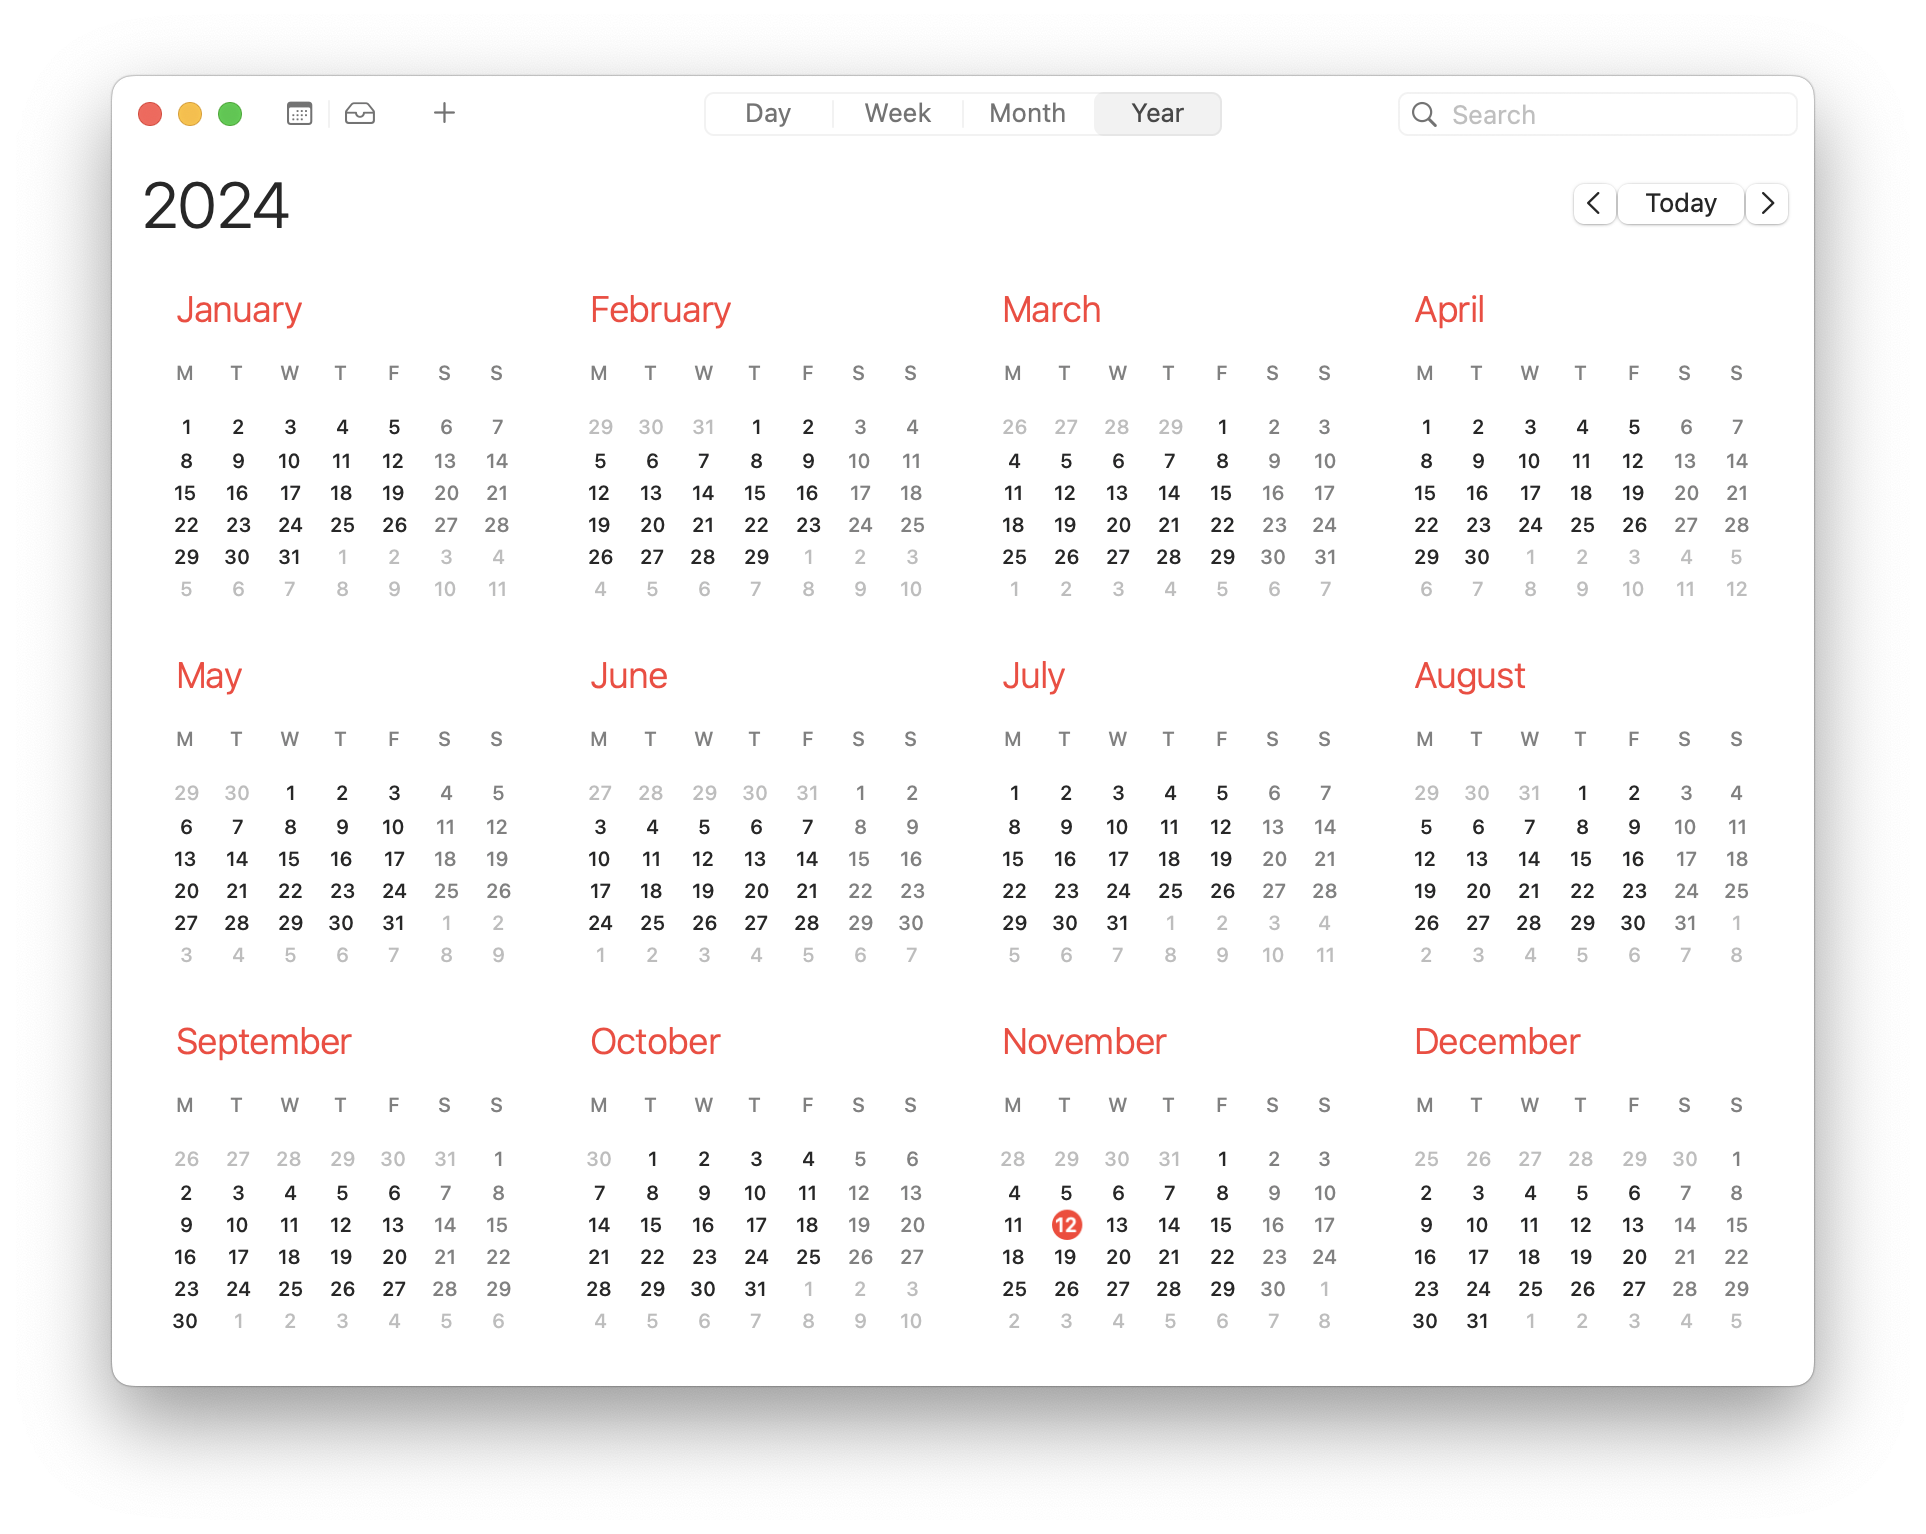 Day Week Month Year Search
2024 Today
January February March April
M T W T F S S M T W T F S S M T W T F S S M T W T F S S
1 2 3 4 5 6 7 29 30 31 1 2 3 4 26 27 28 29 1 2 3 1 2 3 4 5 6 7
8 9 10 11 12 13 14 5 6 7 8 9 10 11 4 5 6 7 8 9 10 8 9 10 11 12 13 14
15 16 17 18 19 20 21 12 13 14 15 16 17 18 11 12 13 14 15 16 17 15 16 17 18 19 20 21
22 23 24 25 26 27 28 19 20 21 22 23 24 25 18 19 20 21 22 23 24 22 23 24 25 26 27 28
29 30 31 1 2 3 4 26 27 28 29 1 2 3 25 26 27 28 29 30 31 29 30 1 2 3 4 5
5 6 7 8 9 10 11 4 5 6 7 8 9 10 1 2 3 4 5 6 7 6 7 8 9 10 11 12
May June July August
M T W T F S S M T W T F S S M T W T F S S M T W T F S S
29 30 1 2 3 4 5 27 28 29 30 31 1 2 1 2 3 4 5 6 7 29 30 31 1 2 3 4
6 7 8 9 10 11 12 3 4 5 6 7 8 9 8 9 10 11 12 13 14 5 6 7 8 9 10 11
13 14 15 16 17 18 19 10 11 12 13 14 15 16 15 16 17 18 19 20 21 12 13 14 15 16 17 18
20 21 22 23 24 25 26 17 18 19 20 21 22 23 22 23 24 25 26 27 28 19 20 21 22 23 24 25
27 28 29 30 31 1 2 24 25 26 27 28 29 30 29 30 31 1 2 3 4 26 27 28 29 30 31 1
3 4 5 6 7 8 9 1 2 3 4 5 6 7 5 6 7 8 9 10 11 2 3 4 5 6 7 8
September October November December
M T W T F S S M T W T F S S M T W T F S S M T W T F S S
26 27 28 29 30 31 1 30 1 2 3 4 5 6 28 29 30 31 1 2 3 25 26 27 28 29 30 1
2 3 4 5 6 7 8 7 8 9 10 11 12 13 4 5 6 7 8 9 10 2 3 4 5 6 7 8
9 10 11 12 13 14 15 14 15 16 17 18 19 20 11 12 13 14 15 16 17 9 10 11 12 13 14 15
16 17 18 19 20 21 22 21 22 23 24 25 26 27 18 19 20 21 22 23 24 16 17 18 19 20 21 22
23 24 25 26 27 28 29 28 29 30 31 1 2 3 25 26 27 28 29 30 1 23 24 25 26 27 28 29
30 1 2 3 4 5 6 4 5 6 7 8 9 10 2 3 4 5 6 7 8 30 31 1 2 3 4 5